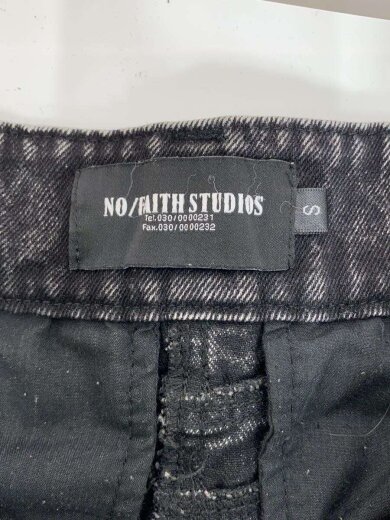 NO/FAITH STUDIOS
Tel.030/0000231
Fax.030/0000232
S